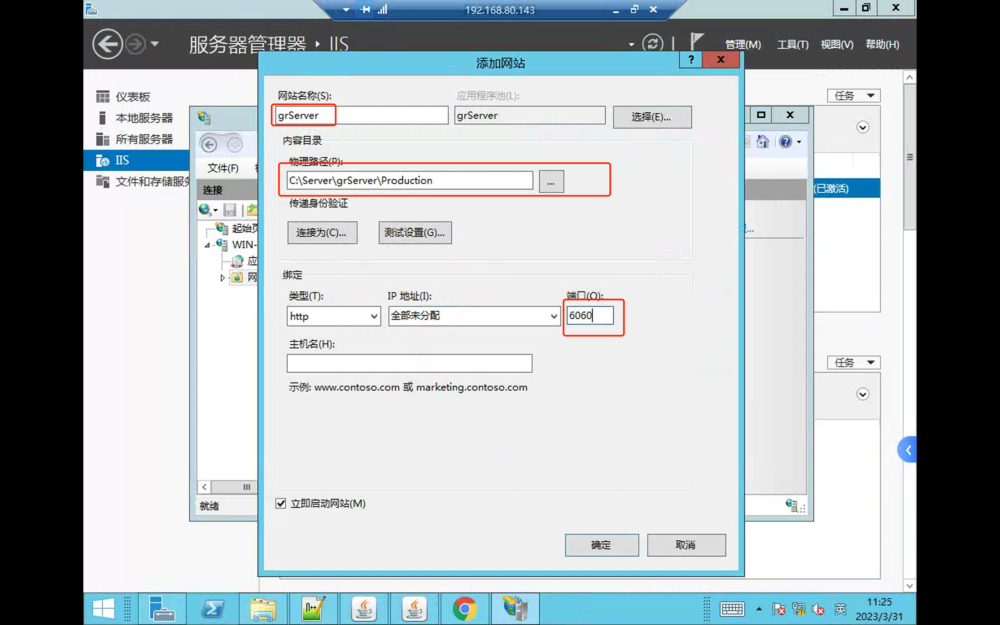 192.168.80.143
服务器管理器 ▸ IIS
管理(M) 工具(T) 视图(V) 帮助(H)
仪表板
本地服务器
所有服务器
IIS
文件和存储服务
任务
(已激活)
任务
文件(F)
连接
起始页
WIN-
应
网
就绪
添加网站
网站名称(S): 应用程序池(L):
grServer grServer 选择(E)...
内容目录
物理路径(P):
C:\Server\grServer\Production ...
传递身份验证
连接为(C)... 测试设置(G)...
绑定
类型(T): IP 地址(I): 端口(O):
http 全部未分配 6060
主机名(H):
示例: www.contoso.com 或 marketing.contoso.com
立即启动网站(M)
确定 取消
英
11:25
2023/3/31